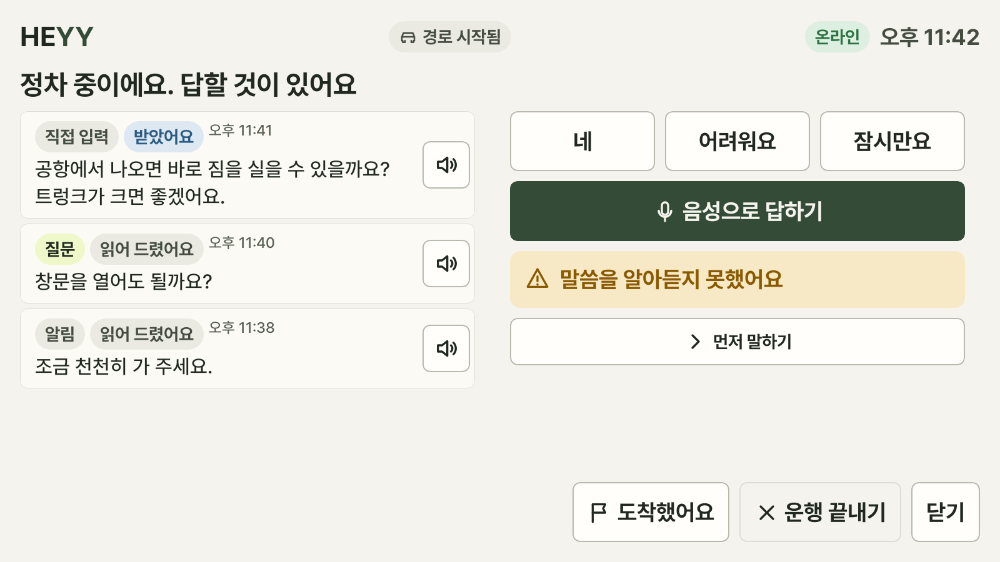 HEYY
경로 시작됨
온라인
오후 11:42
정차 중이에요. 답할 것이 있어요
직접 입력 받았어요 오후 11:41
공항에서 나오면 바로 짐을 실을 수 있을까요?
트렁크가 크면 좋겠어요.
질문 읽어 드렸어요 오후 11:40
창문을 열어도 될까요?
알림 읽어 드렸어요 오후 11:38
조금 천천히 가 주세요.
네
어려워요
잠시만요
음성으로 답하기
말씀을 알아듣지 못했어요
먼저 말하기
도착했어요
운행 끝내기
닫기